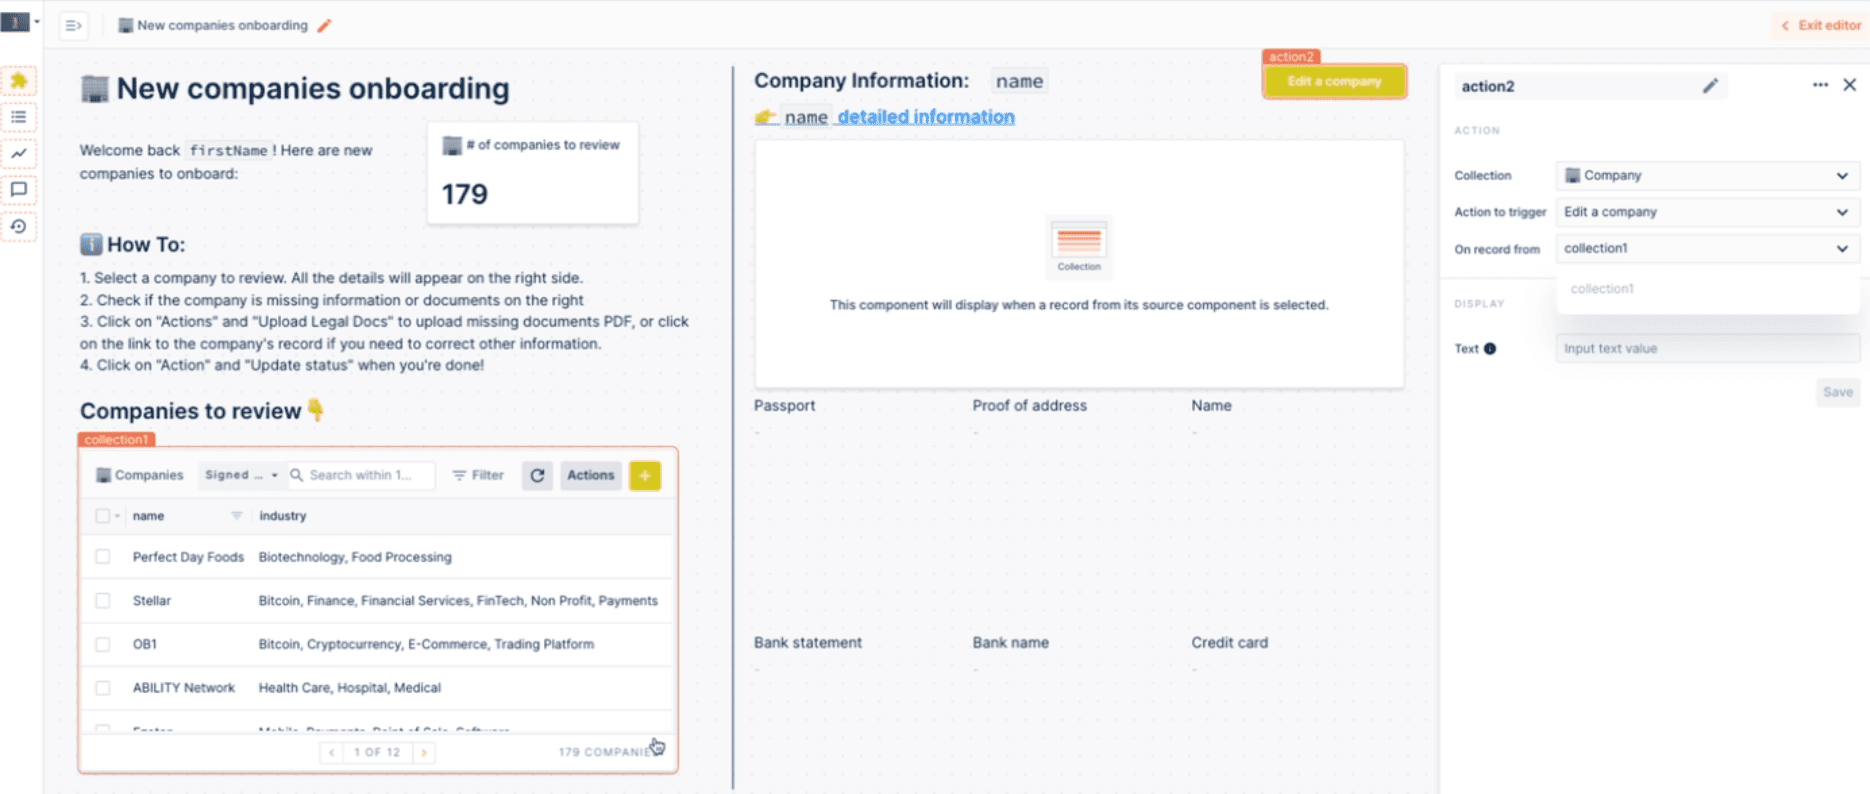 New companies onboarding
Exit editor
New companies onboarding
Welcome back firstName! Here are new
companies to onboard:
# of companies to review
179
How To:
1. Select a company to review. All the details will appear on the right side.
2. Check if the company is missing information or documents on the right
3. Click on "Actions" and "Upload Legal Docs" to upload missing documents PDF, or click
on the link to the company's record if you need to correct other information.
4. Click on "Action" and "Update status" when you're done!
Companies to review
collection1
Companies
Signed ...
Search within 1...
Filter
Actions
+
name
industry
Perfect Day Foods
Biotechnology, Food Processing
Stellar
Bitcoin, Finance, Financial Services, FinTech, Non Profit, Payments
OB1
Bitcoin, Cryptocurrency, E-Commerce, Trading Platform
ABILITY Network
Health Care, Hospital, Medical
1 OF 12
179 COMPANIE
Company Information: name
action2
Edit a company
name detailed information
Collection
This component will display when a record from its source component is selected.
Passport
Proof of address
Name
-
-
-
Bank statement
Bank name
Credit card
-
-
-
action2
ACTION
Collection
Company
Action to trigger
Edit a company
On record from
collection1
collection1
DISPLAY
Text
Input text value
Save